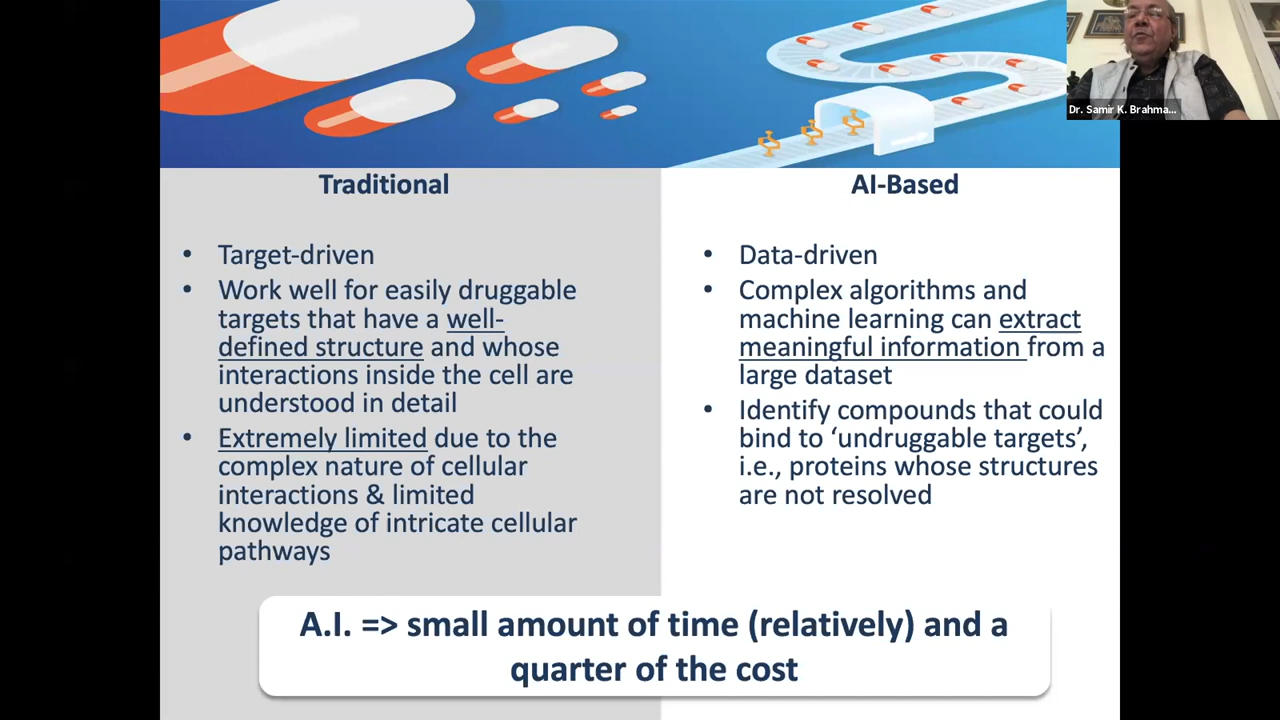 Dr. Samir K. Brahma...
Traditional
• Target-driven
• Work well for easily druggable
targets that have a well-
defined structure and whose
interactions inside the cell are
understood in detail
• Extremely limited due to the
complex nature of cellular
interactions & limited
knowledge of intricate cellular
pathways
AI-Based
• Data-driven
• Complex algorithms and
machine learning can extract
meaningful information from a
large dataset
• Identify compounds that could
bind to ‘undruggable targets’,
i.e., proteins whose structures
are not resolved
A.I. => small amount of time (relatively) and a
quarter of the cost